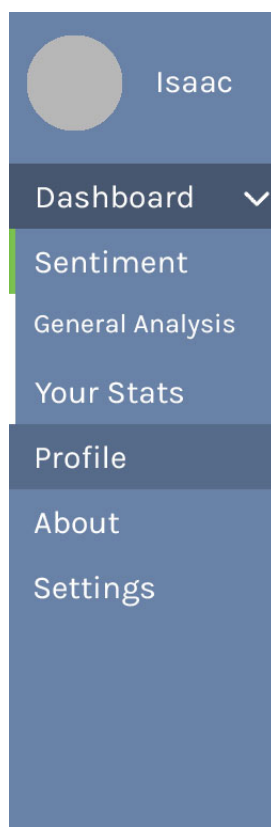 Isaac
Dashboard
Sentiment
General Analysis
Your Stats
Profile
About
Settings